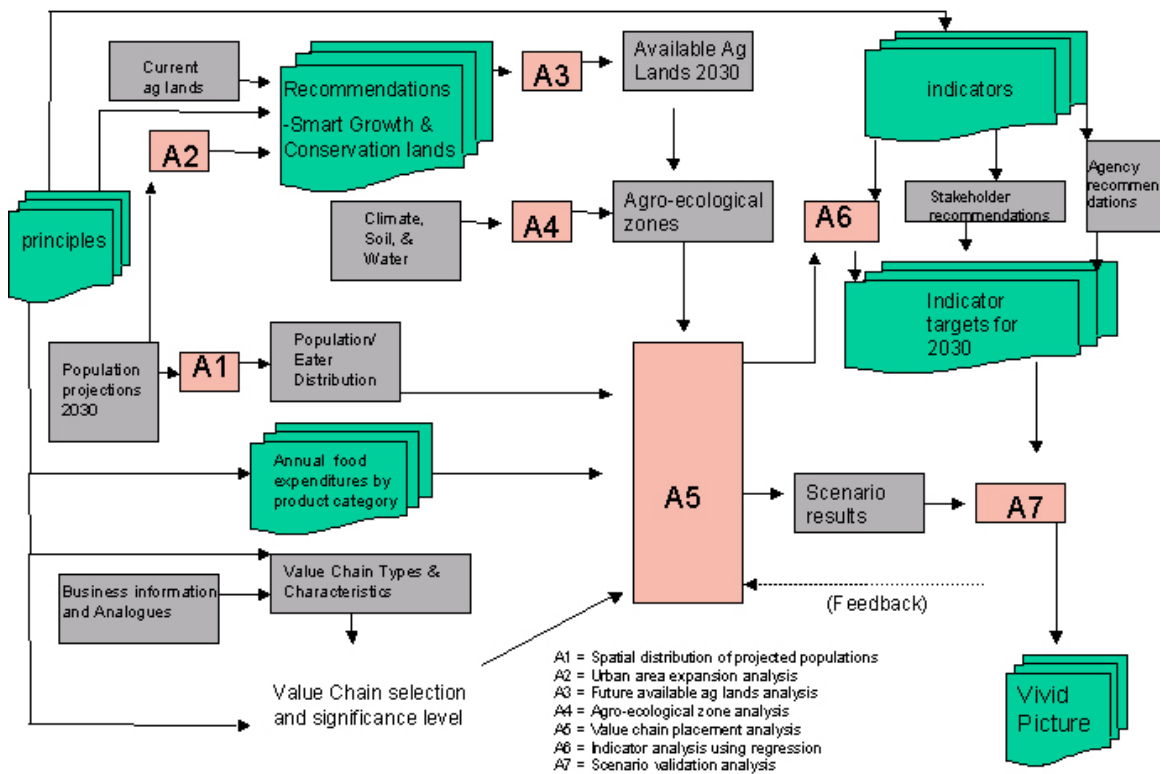 Current
ag lands
Recommendations
-Smart Growth &
Conservation lands
A3
Available Ag
Lands 2030
indicators
A2
principles
Climate,
Soil, &
Water
A4
Agro-ecological
zones
A6
Stakeholder
recommendations
Agency
recommen
dations
Indicator
targets for
2030
Population
projections
2030
A1
Population/
Eater
Distribution
Annual food
expenditures by
product category
A5
Scenario
results
A7
Business information
and Analogues
Value Chain Types &
Characteristics
(Feedback)
Value Chain selection
and significance level
A1 = Spatial distribution of projected populations
A2 = Urban area expansion analysis
A3 = Future available ag lands analysis
A4 = Agro-ecological zone analysis
A5 = Value chain placement analysis
A6 = Indicator analysis using regression
A7 = Scenario validation analysis
Vivid
Picture